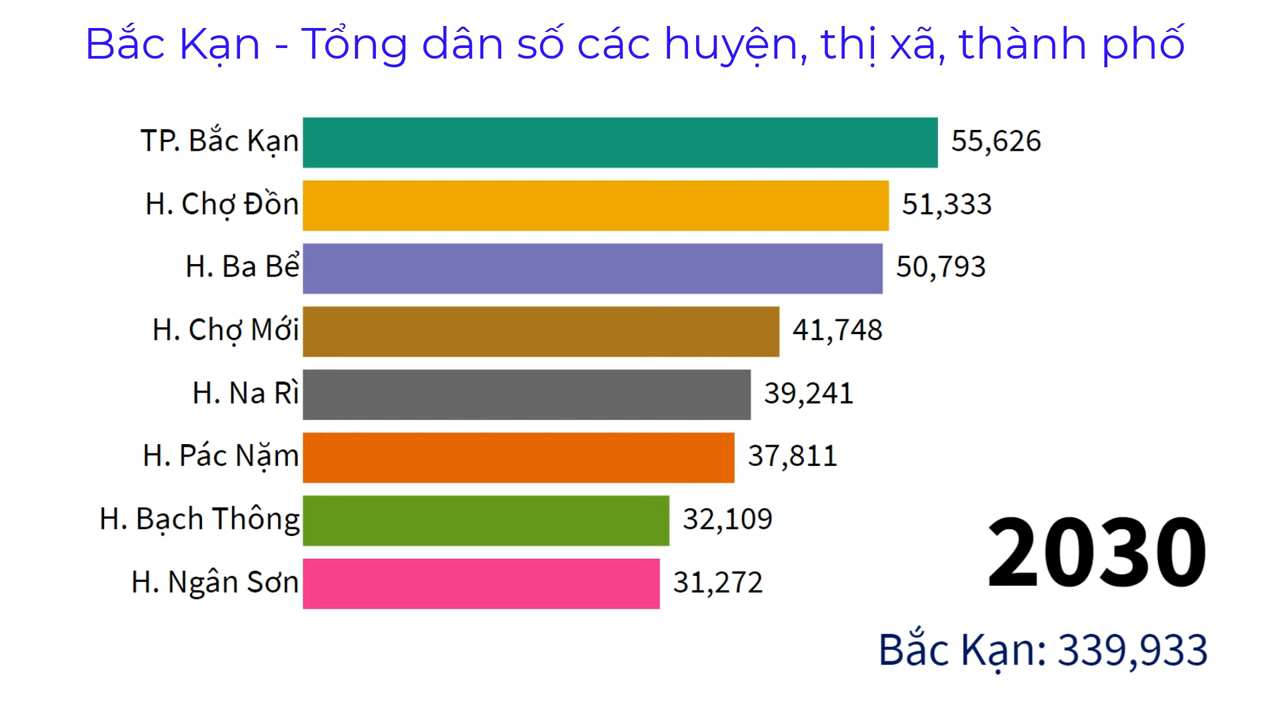 Bắc Kạn - Tổng dân số các huyện, thị xã, thành phố
TP. Bắc Kạn 55,626
H. Chợ Đồn 51,333
H. Ba Bể 50,793
H. Chợ Mới 41,748
H. Na Rì 39,241
H. Pác Nặm 37,811
H. Bạch Thông 32,109
H. Ngân Sơn 31,272
2030
Bắc Kạn: 339,933